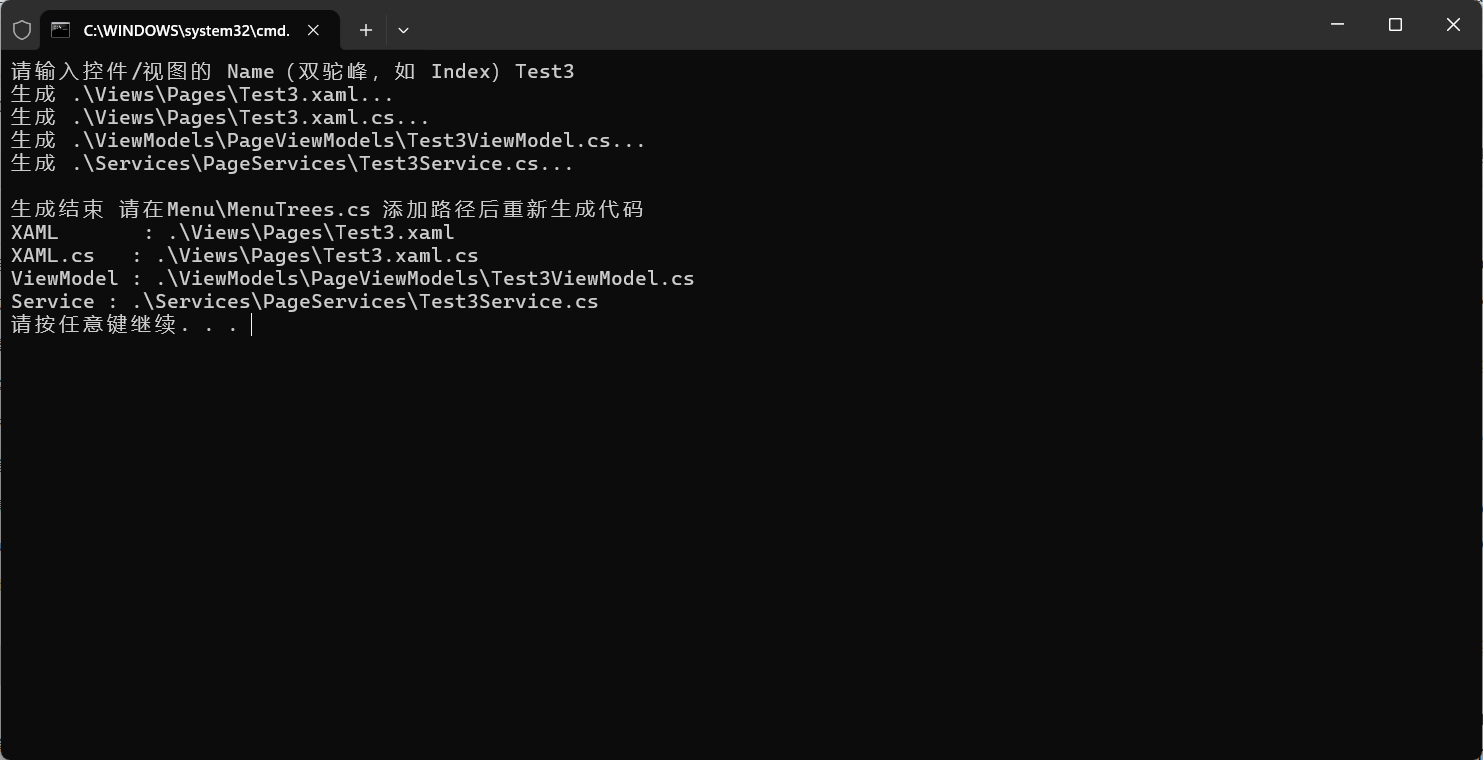 C:\WINDOWS\system32\cmd.
请输入控件/视图的 Name（双驼峰，如 Index）Test3
生成 .\Views\Pages\Test3.xaml...
生成 .\Views\Pages\Test3.xaml.cs...
生成 .\ViewModels\PageViewModels\Test3ViewModel.cs...
生成 .\Services\PageServices\Test3Service.cs...
生成结束 请在Menu\MenuTrees.cs 添加路径后重新生成代码
XAML       : .\Views\Pages\Test3.xaml
XAML.cs   : .\Views\Pages\Test3.xaml.cs
ViewModel : .\ViewModels\PageViewModels\Test3ViewModel.cs
Service : .\Services\PageServices\Test3Service.cs
请按任意键继续. . .